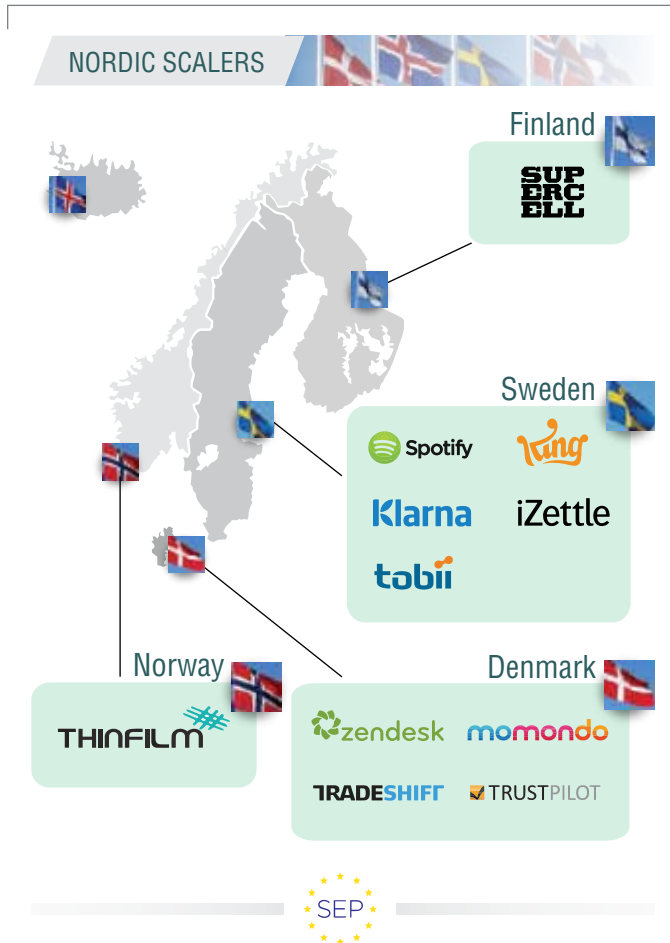 NORDIC SCALERS
Finland
SUP
ERC
ELL
Sweden
Spotify King
Klarna iZettle
tobii
Norway
THINFILM
Denmark
zendesk momondo
TRADESHIFT TRUSTPILOT
SEP